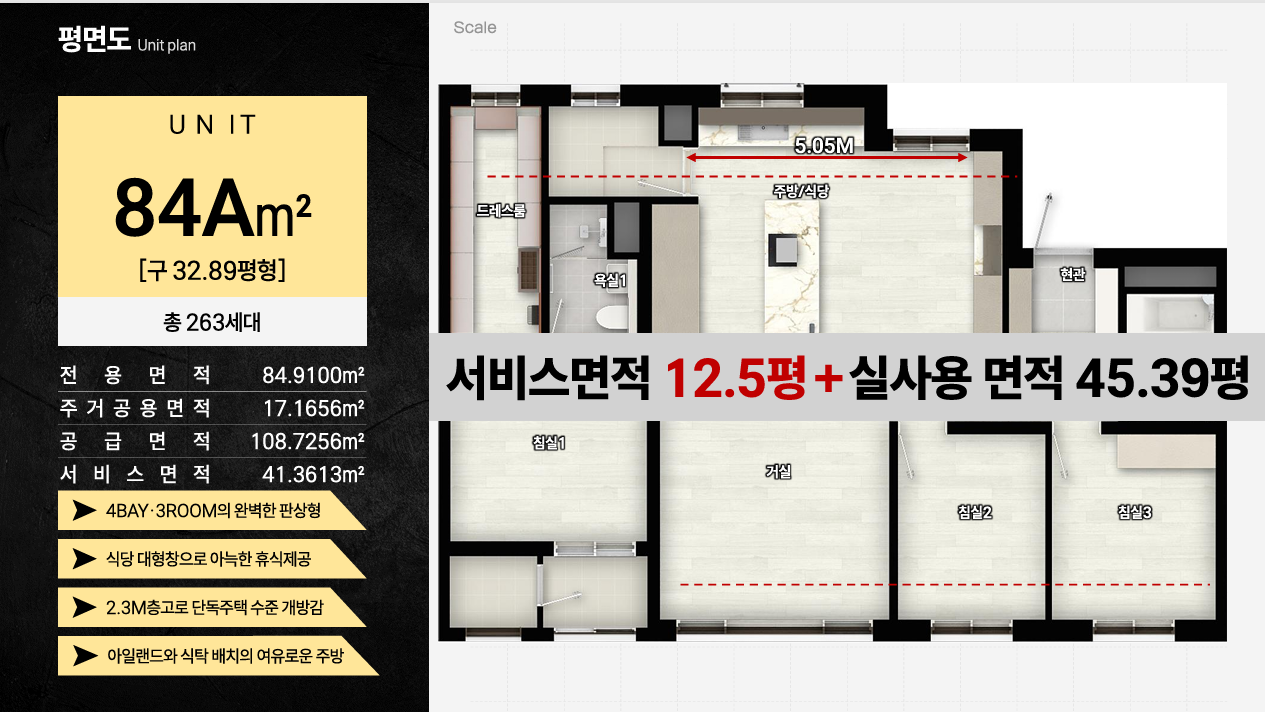 평면도 Unit plan
UNIT
84Am²
[구 32.89평형]
총 263세대
전용면적 84.9100m²
주거공용면적 17.1656m²
공급면적 108.7256m²
서비스면적 41.3613m²
4BAY·3ROOM의 완벽한 판상형
식당 대형창으로 아늑한 휴식제공
2.3M층고로 단독주택 수준 개방감
아일랜드와 식탁 배치의 여유로운 주방
Scale
5.05M
주방/식당
드레스룸
욕실1
현관
서비스면적 12.5평+실사용 면적 45.39평
침실1
거실
침실2
침실3